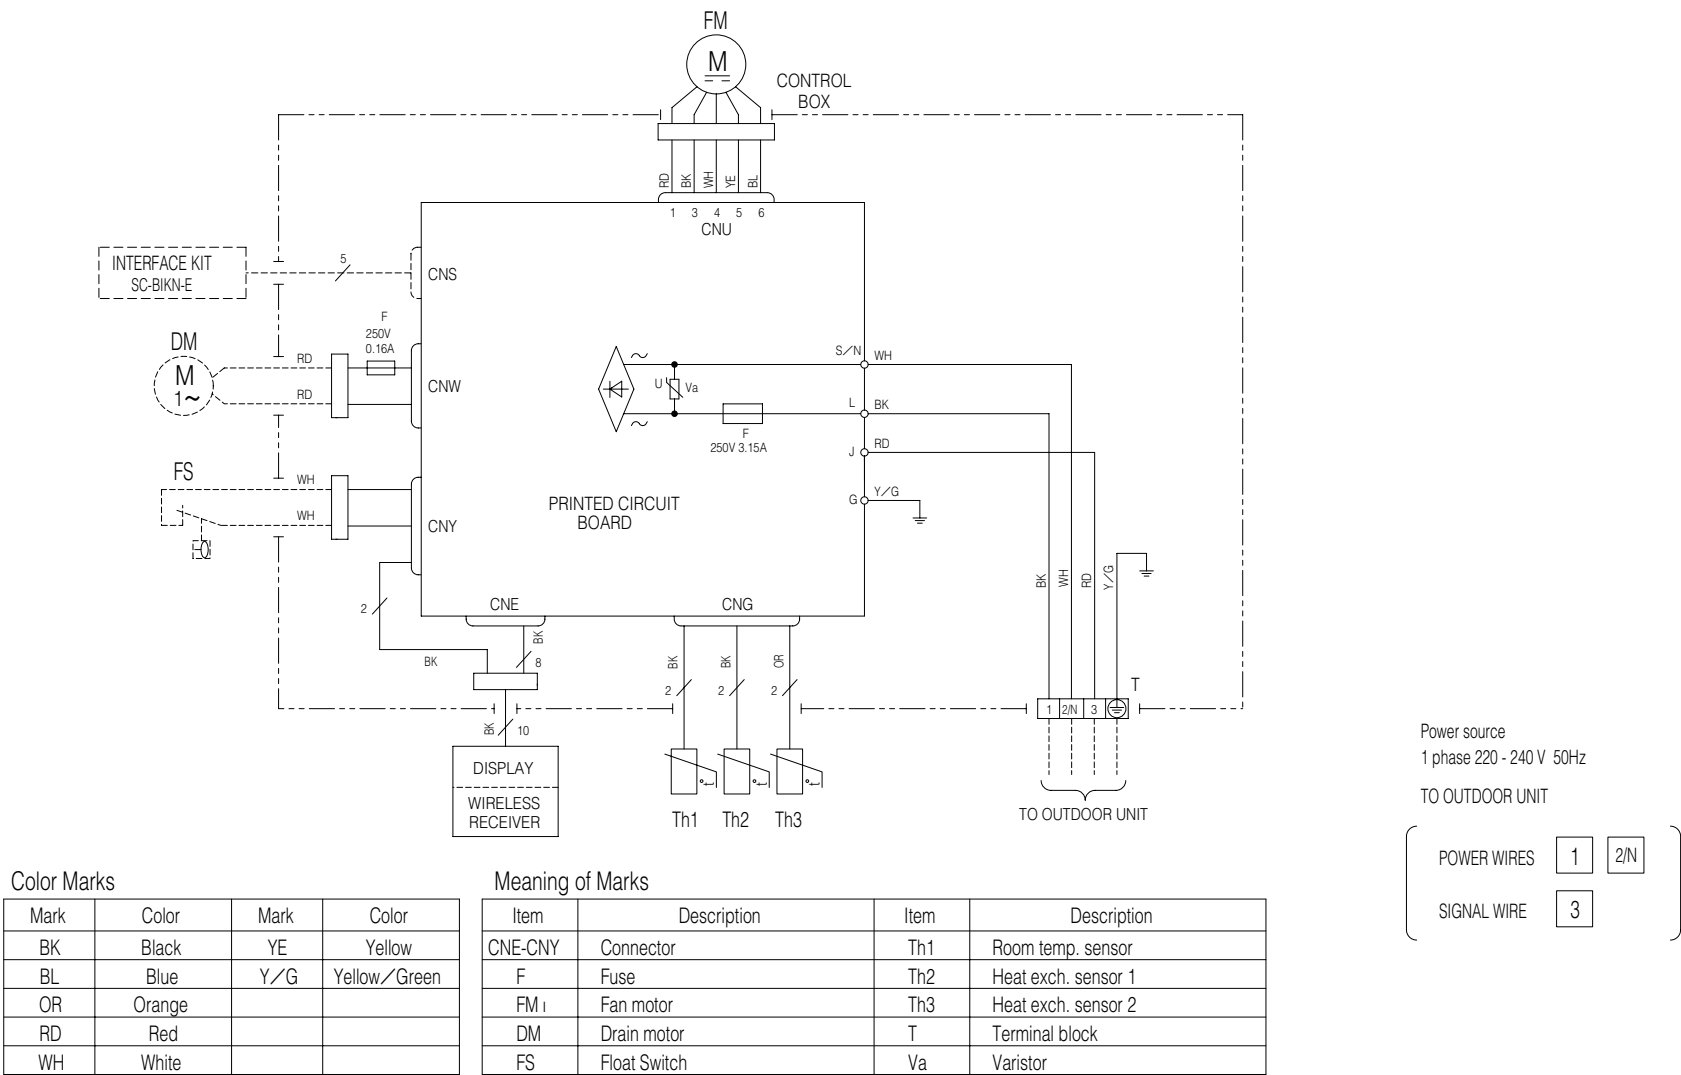 FM
M
CONTROL
BOX
RD BK WH YE BL
1 3 4 5 6
CNU
INTERFACE KIT
SC-BIKN-E
5
CNS
F
250V
0.16A
DM
M
1~
RD
RD
CNW
S/N WH
U Va
L BK
F
250V 3.15A
J RD
G Y/G
FS
WH
WH
CNY
PRINTED CIRCUIT
BOARD
BK WH RD Y/G
CNE
CNG
2
BK
BK
8
BK BK OR
2 2 2
T
1 2/N 3
BK 10
DISPLAY
WIRELESS
RECEIVER
t° t° t°
Th1 Th2 Th3
TO OUTDOOR UNIT
Power source
1 phase 220 - 240 V 50Hz
TO OUTDOOR UNIT
POWER WIRES 1 2/N
SIGNAL WIRE 3
Color Marks
Mark Color Mark Color
BK Black YE Yellow
BL Blue Y/G Yellow/Green
OR Orange
RD Red
WH White
Meaning of Marks
Item Description Item Description
CNE-CNY Connector Th1 Room temp. sensor
F Fuse Th2 Heat exch. sensor 1
FMI Fan motor Th3 Heat exch. sensor 2
DM Drain motor T Terminal block
FS Float Switch Va Varistor